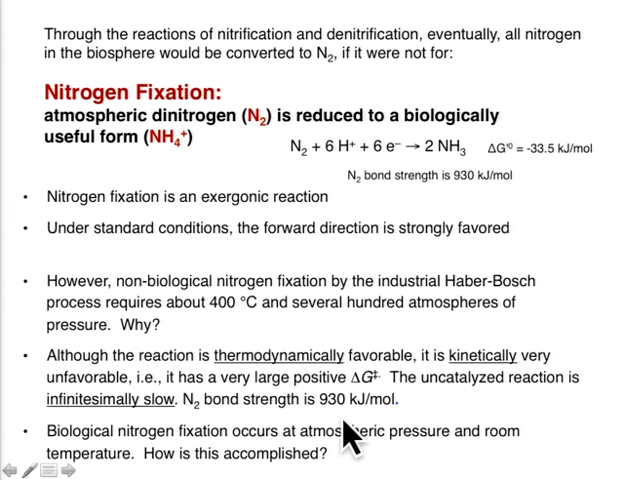 Through the reactions of nitrification and denitrification, eventually, all nitrogen
in the biosphere would be converted to N₂, if it were not for:
Nitrogen Fixation:
atmospheric dinitrogen (N₂) is reduced to a biologically
useful form (NH₄⁺)
N₂ + 6 H⁺ + 6 e⁻ → 2 NH₃ ΔG'⁰ = -33.5 kJ/mol
N₂ bond strength is 930 kJ/mol
• Nitrogen fixation is an exergonic reaction
• Under standard conditions, the forward direction is strongly favored
• However, non-biological nitrogen fixation by the industrial Haber-Bosch
process requires about 400 °C and several hundred atmospheres of
pressure. Why?
• Although the reaction is thermodynamically favorable, it is kinetically very
unfavorable, i.e., it has a very large positive ΔG‡. The uncatalyzed reaction is
infinitesimally slow. N₂ bond strength is 930 kJ/mol.
• Biological nitrogen fixation occurs at atmospheric pressure and room
temperature. How is this accomplished?